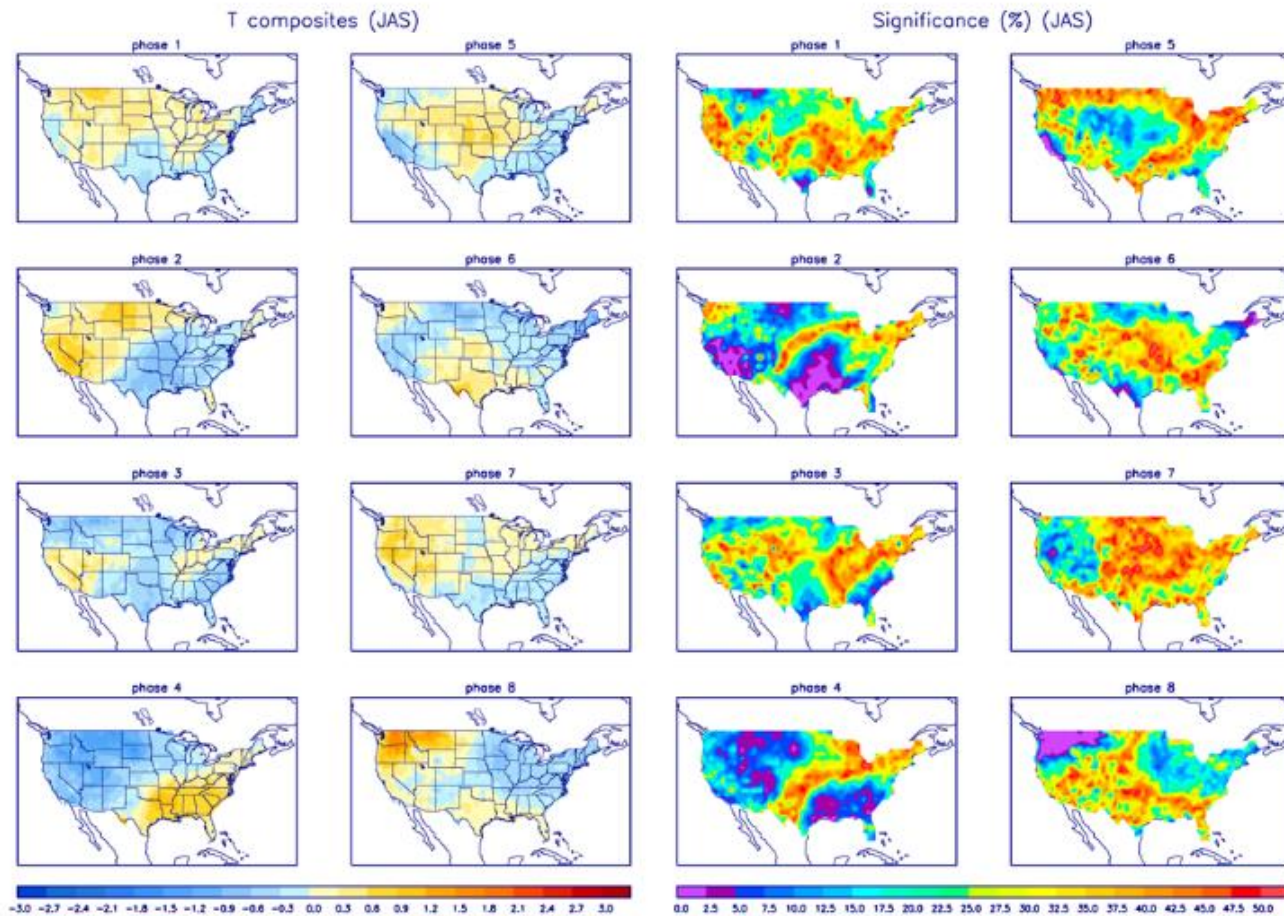 T composites (JAS)
Significance (%) (JAS)
phase 1
phase 5
phase 1
phase 5
phase 2
phase 6
phase 2
phase 6
phase 3
phase 7
phase 3
phase 7
phase 4
phase 8
phase 4
phase 8
-3.0 -2.7 -2.4 -2.1 -1.8 -1.5 -1.2 -0.9 -0.6 -0.3 0.0 0.3 0.6 0.9 1.2 1.5 1.8 2.1 2.4 2.7 3.0
0.0 2.5 5.0 7.5 10.0 12.5 15.0 17.5 20.0 22.5 25.0 27.5 30.0 32.5 35.0 37.5 40.0 42.5 45.0 47.5 50.0